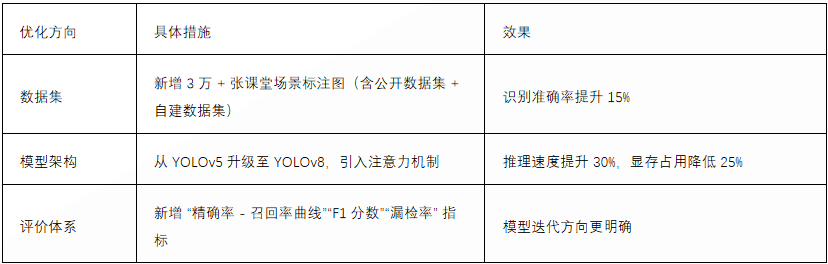 优化方向 具体措施 效果
数据集 新增 3 万 + 张课堂场景标注图（含公开数据集 + 自建数据集） 识别准确率提升 15%
模型架构 从 YOLOv5 升级至 YOLOv8，引入注意力机制 推理速度提升 30%，显存占用降低 25%
评价体系 新增 “精确率 - 召回率曲线”“F1 分数”“漏检率” 指标 模型迭代方向更明确